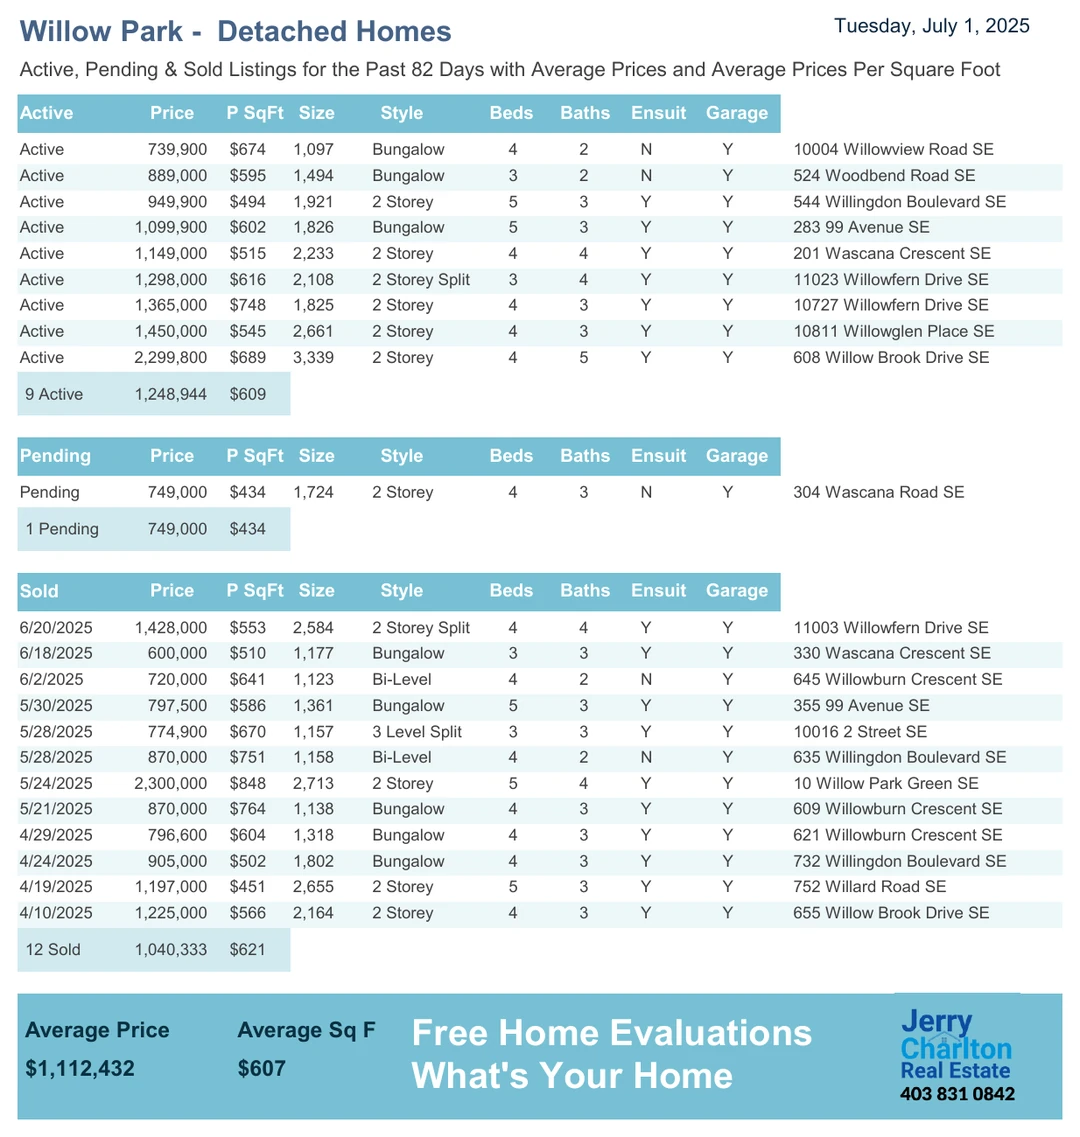 Willow Park - Detached Homes
Tuesday, July 1, 2025
Active, Pending & Sold Listings for the Past 82 Days with Average Prices and Average Prices Per Square Foot
Active Price P SqFt Size Style Beds Baths Ensuit Garage
Active 739,900 $674 1,097 Bungalow 4 2 N Y 10004 Willowview Road SE
Active 889,000 $595 1,494 Bungalow 3 2 N Y 524 Woodbend Road SE
Active 949,900 $494 1,921 2 Storey 5 3 Y Y 544 Willingdon Boulevard SE
Active 1,099,900 $602 1,826 Bungalow 5 3 Y Y 283 99 Avenue SE
Active 1,149,000 $515 2,233 2 Storey 4 4 Y Y 201 Wascana Crescent SE
Active 1,298,000 $616 2,108 2 Storey Split 3 4 Y Y 11023 Willowfern Drive SE
Active 1,365,000 $748 1,825 2 Storey 4 3 Y Y 10727 Willowfern Drive SE
Active 1,450,000 $545 2,661 2 Storey 4 3 Y Y 10811 Willowglen Place SE
Active 2,299,800 $689 3,339 2 Storey 4 5 Y Y 608 Willow Brook Drive SE
9 Active 1,248,944 $609
Pending Price P SqFt Size Style Beds Baths Ensuit Garage
Pending 749,000 $434 1,724 2 Storey 4 3 N Y 304 Wascana Road SE
1 Pending 749,000 $434
Sold Price P SqFt Size Style Beds Baths Ensuit Garage
6/20/2025 1,428,000 $553 2,584 2 Storey Split 4 4 Y Y 11003 Willowfern Drive SE
6/18/2025 600,000 $510 1,177 Bungalow 3 3 Y Y 330 Wascana Crescent SE
6/2/2025 720,000 $641 1,123 Bi-Level 4 2 N Y 645 Willowburn Crescent SE
5/30/2025 797,500 $586 1,361 Bungalow 5 3 Y Y 355 99 Avenue SE
5/28/2025 774,900 $670 1,157 3 Level Split 3 3 Y Y 10016 2 Street SE
5/28/2025 870,000 $751 1,158 Bi-Level 4 2 N Y 635 Willingdon Boulevard SE
5/24/2025 2,300,000 $848 2,713 2 Storey 5 4 Y Y 10 Willow Park Green SE
5/21/2025 870,000 $764 1,138 Bungalow 4 3 Y Y 609 Willowburn Crescent SE
4/29/2025 796,600 $604 1,318 Bungalow 4 3 Y Y 621 Willowburn Crescent SE
4/24/2025 905,000 $502 1,802 Bungalow 4 3 Y Y 732 Willingdon Boulevard SE
4/19/2025 1,197,000 $451 2,655 2 Storey 5 3 Y Y 752 Willard Road SE
4/10/2025 1,225,000 $566 2,164 2 Storey 4 3 Y Y 655 Willow Brook Drive SE
12 Sold 1,040,333 $621
Average Price Average Sq F
$1,112,432 $607
Free Home Evaluations
What's Your Home
Jerry
Charlton
Real Estate
403 831 0842